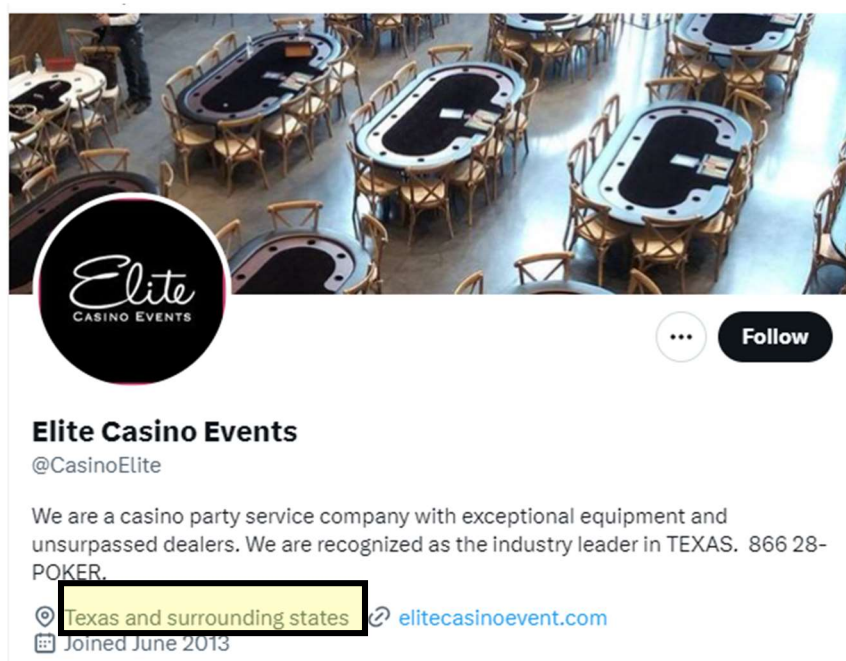 Elite
CASINO EVENTS
Follow
Elite Casino Events
@CasinoElite
We are a casino party service company with exceptional equipment and
unsurpassed dealers. We are recognized as the industry leader in TEXAS. 866 28-
POKER.
Texas and surrounding states elitecasinoevent.com
Joined June 2013